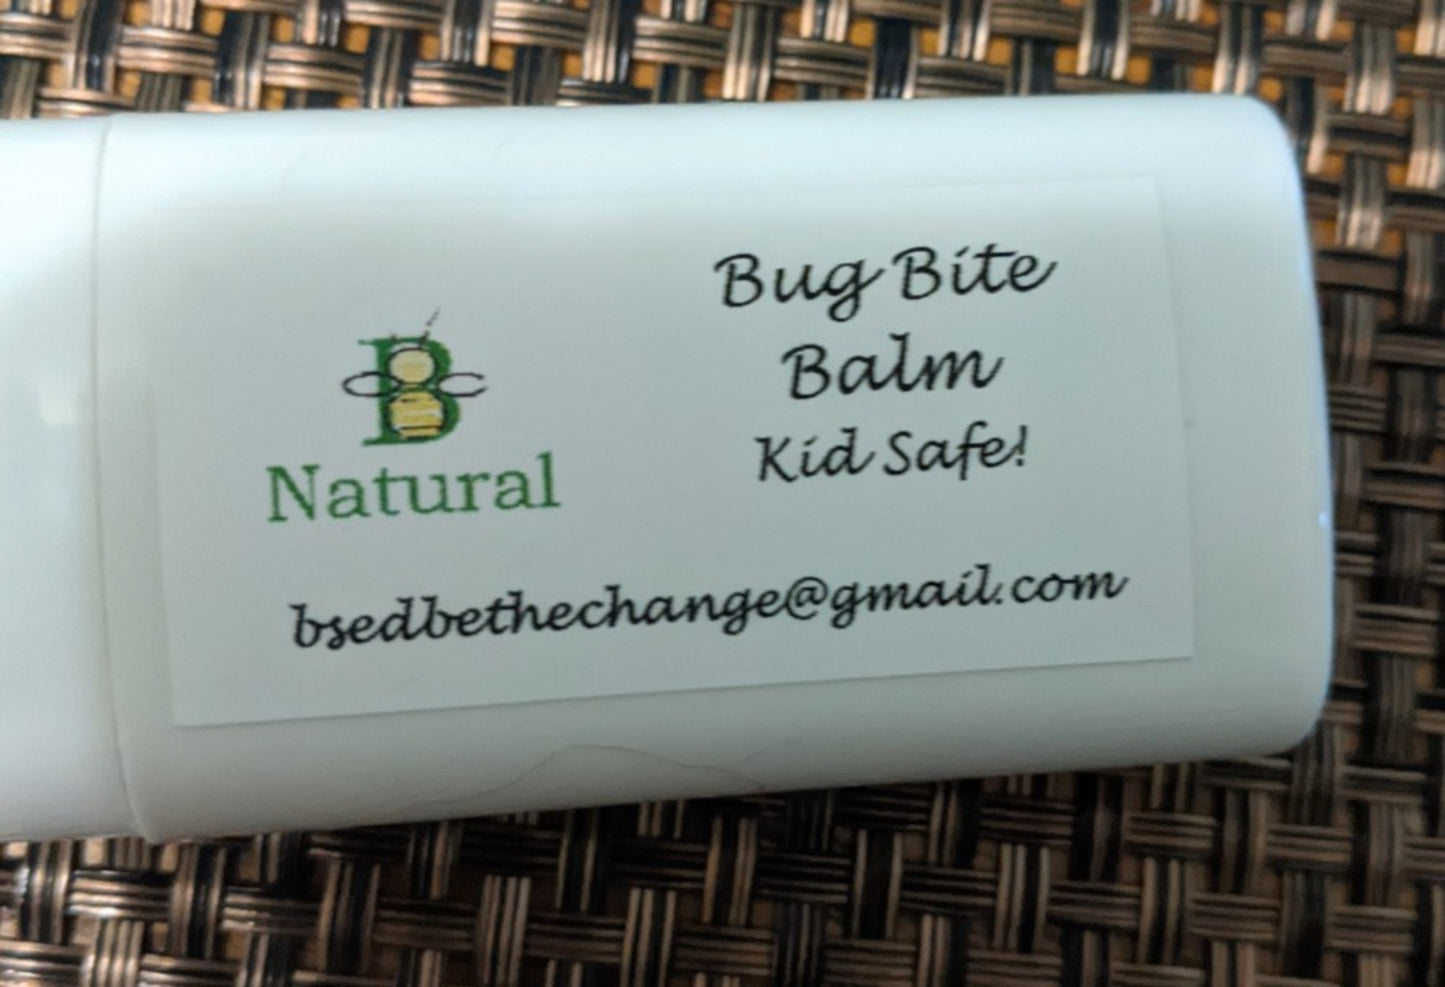 B
Natural
Bug Bite
Balm
Kid Safe!
bsedbethechange@gmail.com